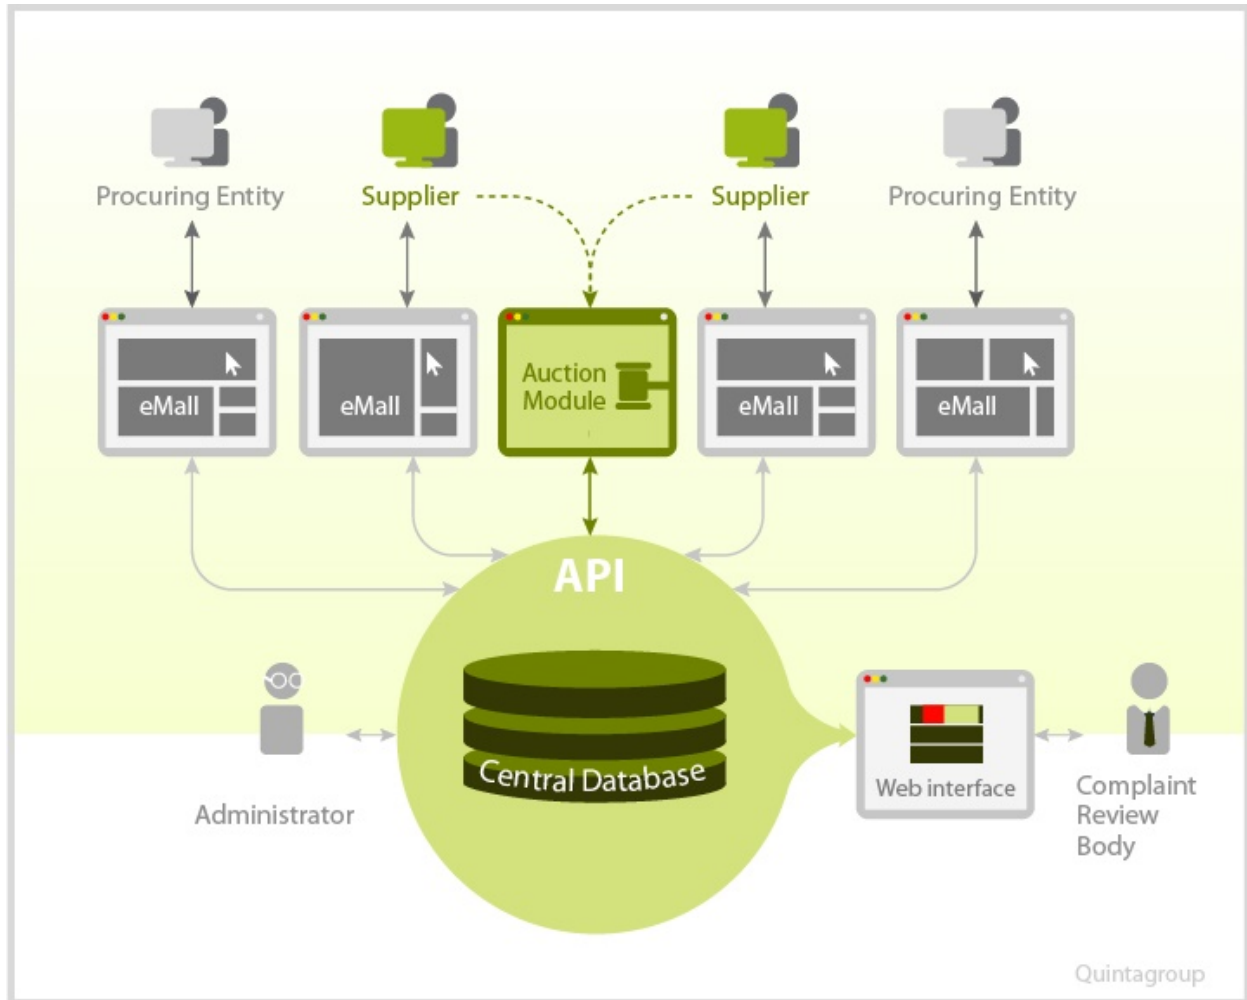 Procuring Entity
Supplier
Supplier
Procuring Entity
eMall
eMall
Auction
Module
eMall
eMall
API
Central Database
Web interface
Administrator
Complaint
Review
Body
Quintagroup